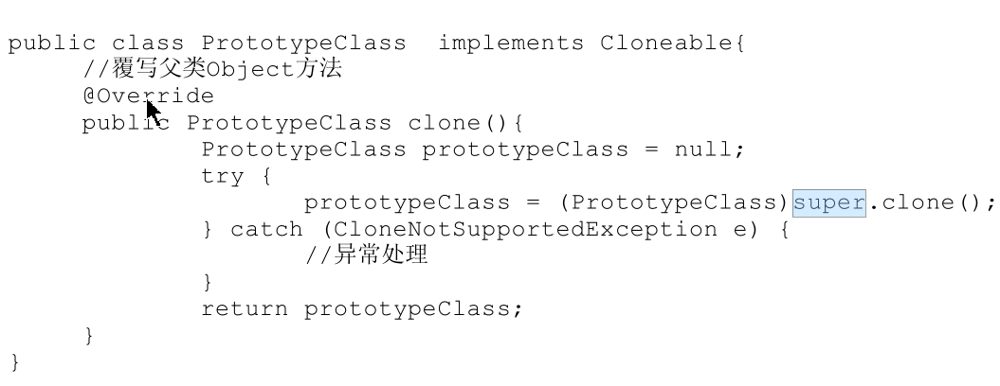 public class PrototypeClass  implements Cloneable{
//覆写父类Object方法
@Override
public PrototypeClass clone(){
PrototypeClass prototypeClass = null;
try {
prototypeClass = (PrototypeClass)super.clone();
} catch (CloneNotSupportedException e) {
//异常处理
}
return prototypeClass;
}
}